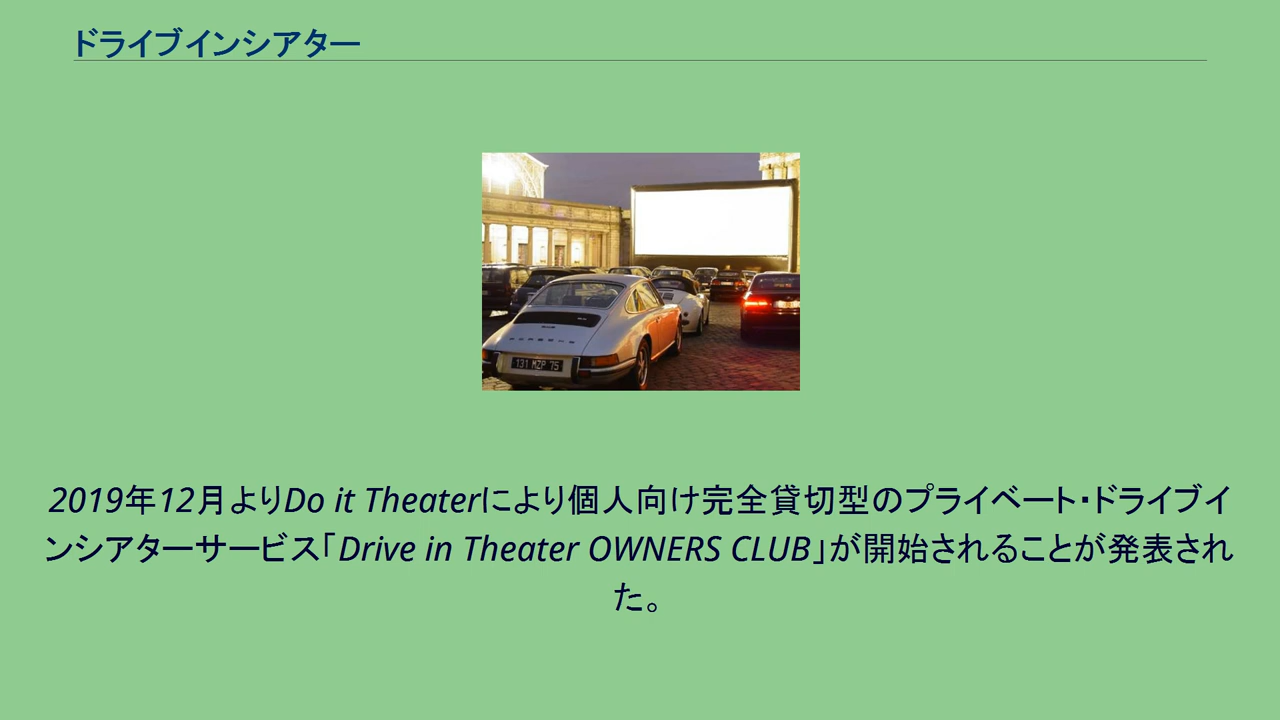 ドライブインシアター
PORSCHE
131 MZP 75
2019年12月よりDo it Theaterにより個人向け完全貸切型のプライベート・ドライブイ
ンシアターサービス「Drive in Theater OWNERS CLUB」が開始されることが発表され
た。